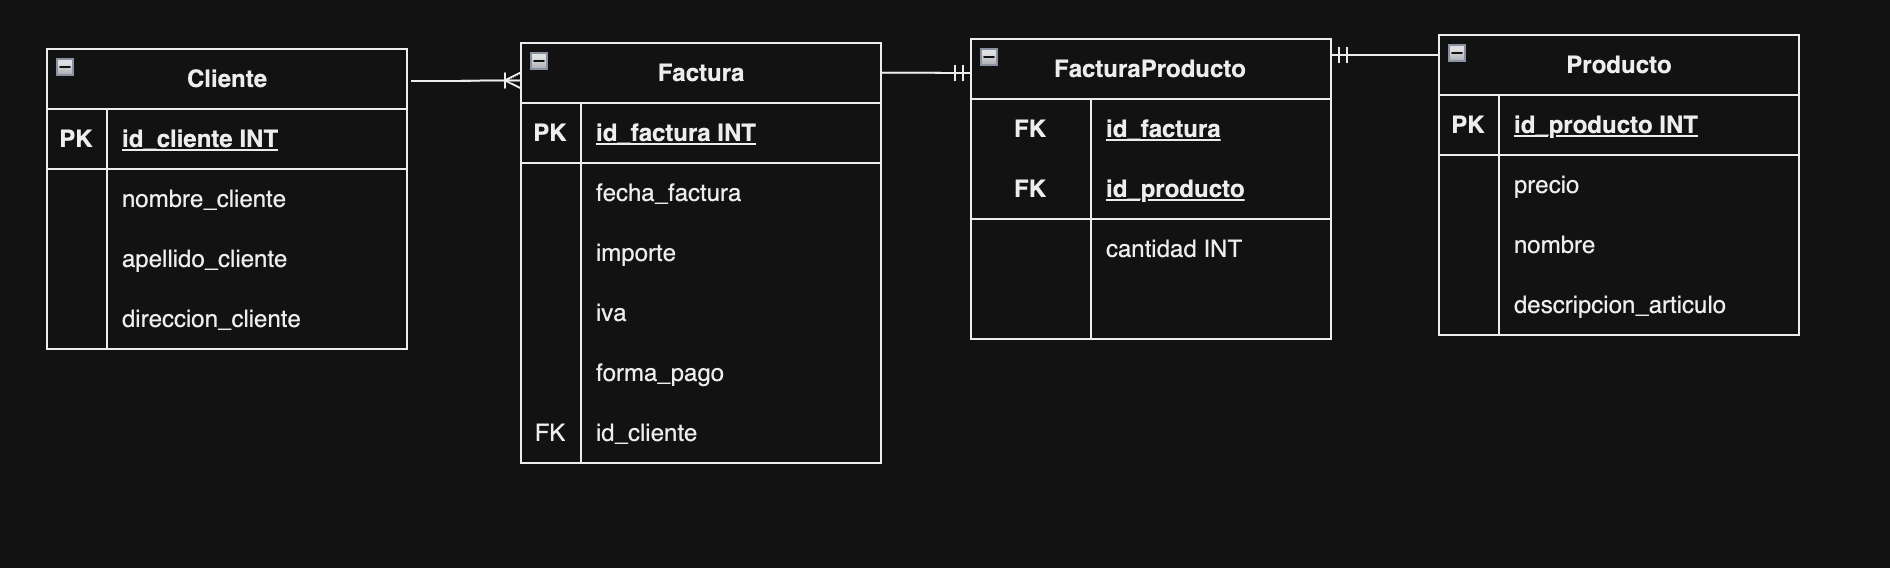 Cliente
PK id_cliente INT
nombre_cliente
apellido_cliente
direccion_cliente
Factura
PK id_factura INT
fecha_factura
importe
iva
forma_pago
FK id_cliente
FacturaProducto
FK id_factura
FK id_producto
cantidad INT
Producto
PK id_producto INT
precio
nombre
descripcion_articulo